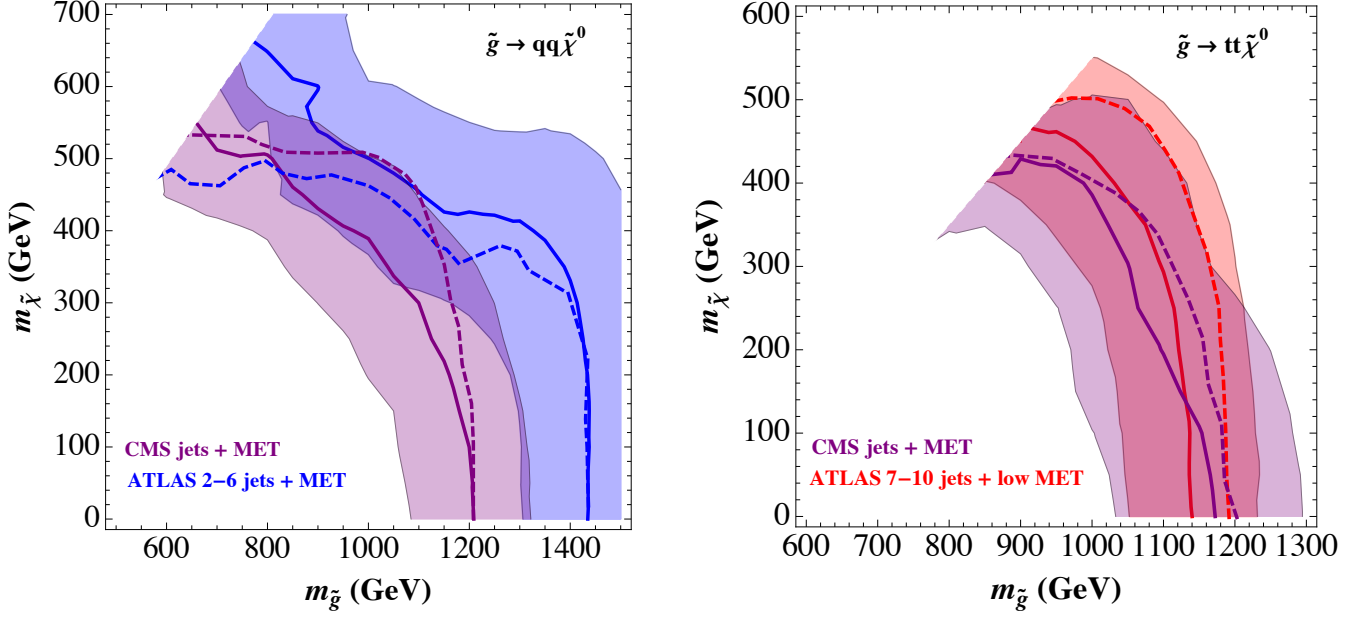 g̃ → qqχ̃⁰
700
600
500
400
300
200
100
0
m_χ̃ (GeV)
CMS jets + MET
ATLAS 2−6 jets + MET
600 800 1000 1200 1400
m_g̃ (GeV)
g̃ → ttχ̃⁰
600
500
400
300
200
100
0
m_χ̃ (GeV)
CMS jets + MET
ATLAS 7−10 jets + low MET
600 700 800 900 1000 1100 1200 1300
m_g̃ (GeV)